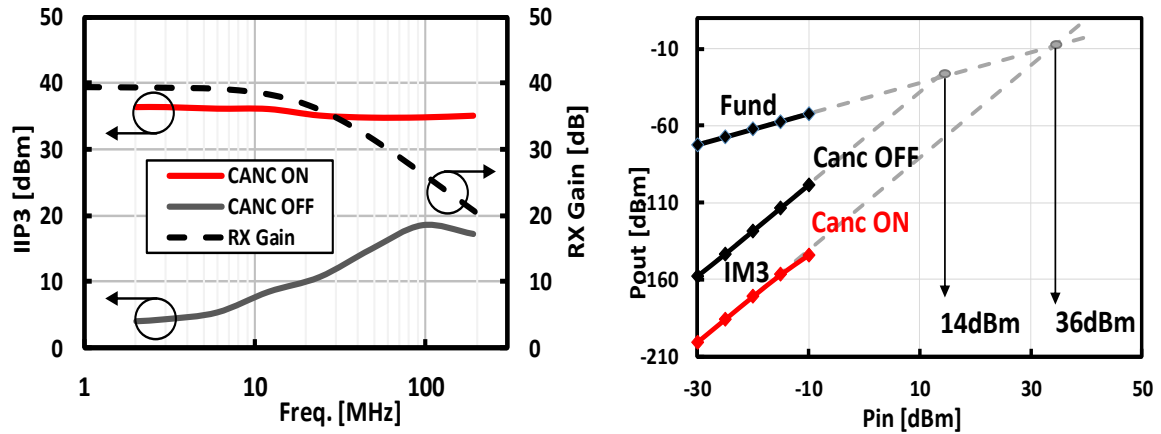 50
40
30
20
10
0
IIP3 [dBm]
CANC ON
CANC OFF
RX Gain
50
40
30
20
10
0
RX Gain [dB]
1
10
100
Freq. [MHz]
-10
-60
-110
-160
-210
Pout [dBm]
Fund
Canc OFF
Canc ON
IM3
14dBm
36dBm
-30
-10
10
30
50
Pin [dBm]